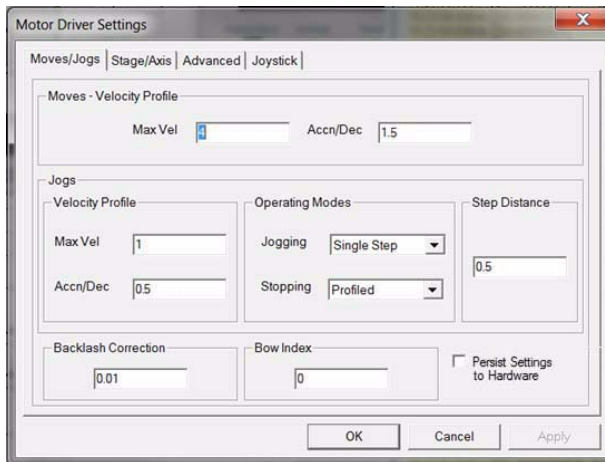 Motor Driver Settings
Moves/Jogs Stage/Axis Advanced Joystick
Moves - Velocity Profile
Max Vel 4 Accn/Dec 1.5
Jogs
Velocity Profile Operating Modes Step Distance
Max Vel 1 Jogging Single Step
0.5
Accn/Dec 0.5 Stopping Profiled
Backlash Correction Bow Index
Persist Settings
to Hardware
0.01 0
OK Cancel Apply